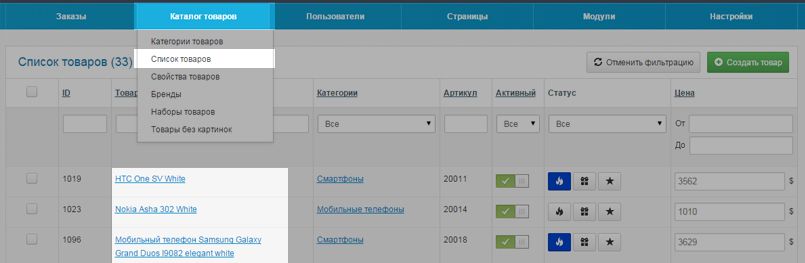 Заказы Каталог товаров Пользователи Страницы Модули Настройки
Категории товаров
Список товаров
Свойства товаров
Бренды
Наборы товаров
Товары без картинок
Список товаров (33)
Отменить фильтрацию Создать товар
ID Товар Категории Артикул Активный Статус Цена
Все Все Все От
До
1019 HTC One SV White Смартфоны 20011 3562 $
1023 Nokia Asha 302 White Мобильные телефоны 20014 1010 $
1096 Мобильный телефон Samsung Galaxy Смартфоны 20018 3629 $
Grand Duos I9082 elegant white